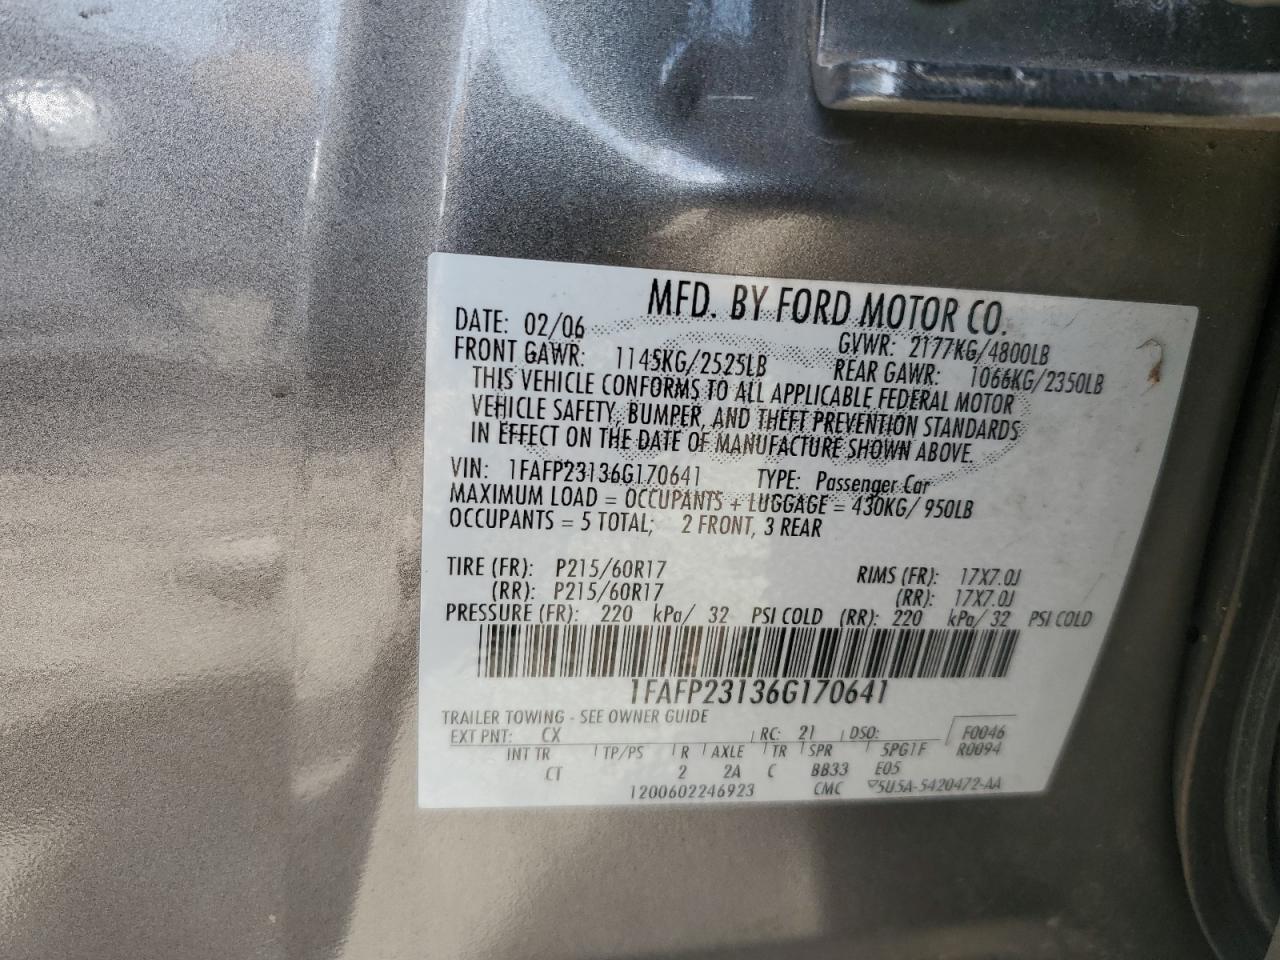 MFD. BY FORD MOTOR CO.
DATE: 02/06 GVWR: 2177KG/4800LB
FRONT GAWR: 1145KG/2525LB REAR GAWR: 1066KG/2350LB
THIS VEHICLE CONFORMS TO ALL APPLICABLE FEDERAL MOTOR
VEHICLE SAFETY, BUMPER, AND THEFT PREVENTION STANDARDS
IN EFFECT ON THE DATE OF MANUFACTURE SHOWN ABOVE.
VIN: 1FAFP23136G170641 TYPE: Passenger Car
MAXIMUM LOAD = OCCUPANTS + LUGGAGE = 430KG/ 950LB
OCCUPANTS = 5 TOTAL; 2 FRONT, 3 REAR
TIRE (FR): P215/60R17 RIMS (FR): 17X7.0J
(RR): P215/60R17 (RR): 17X7.0J
PRESSURE (FR): 220 kPa/ 32 PSI COLD (RR): 220 kPa/ 32 PSI COLD
1FAFP23136G170641
TRAILER TOWING - SEE OWNER GUIDE
EXT PNT: CX RC: 21 DSO: F0046
INT TR TP/PS R AXLE TR SPR 5PG1F R0094
CT 2 2A C BB33 E05
1200602246923 CMC ▽5U5A-5420472-AA